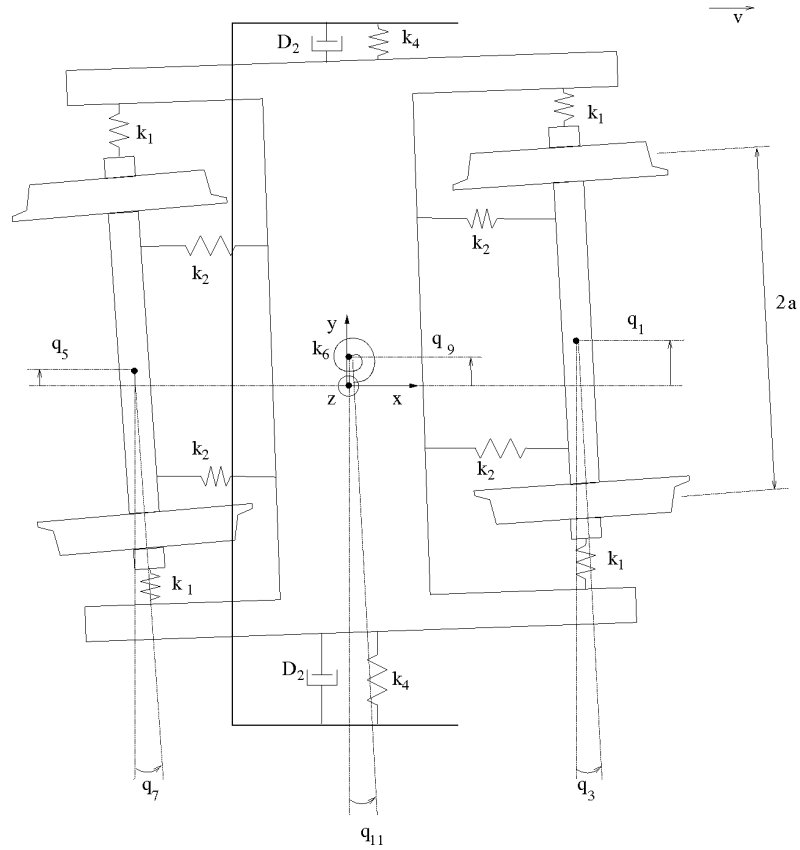 v
D₂
k₄
k₁
k₁
k₂
k₂
2a
q₅
y
k₆
q₉
q₁
z
x
k₂
k₂
k₁
k₁
D₂
k₄
q₇
q₃
q₁₁